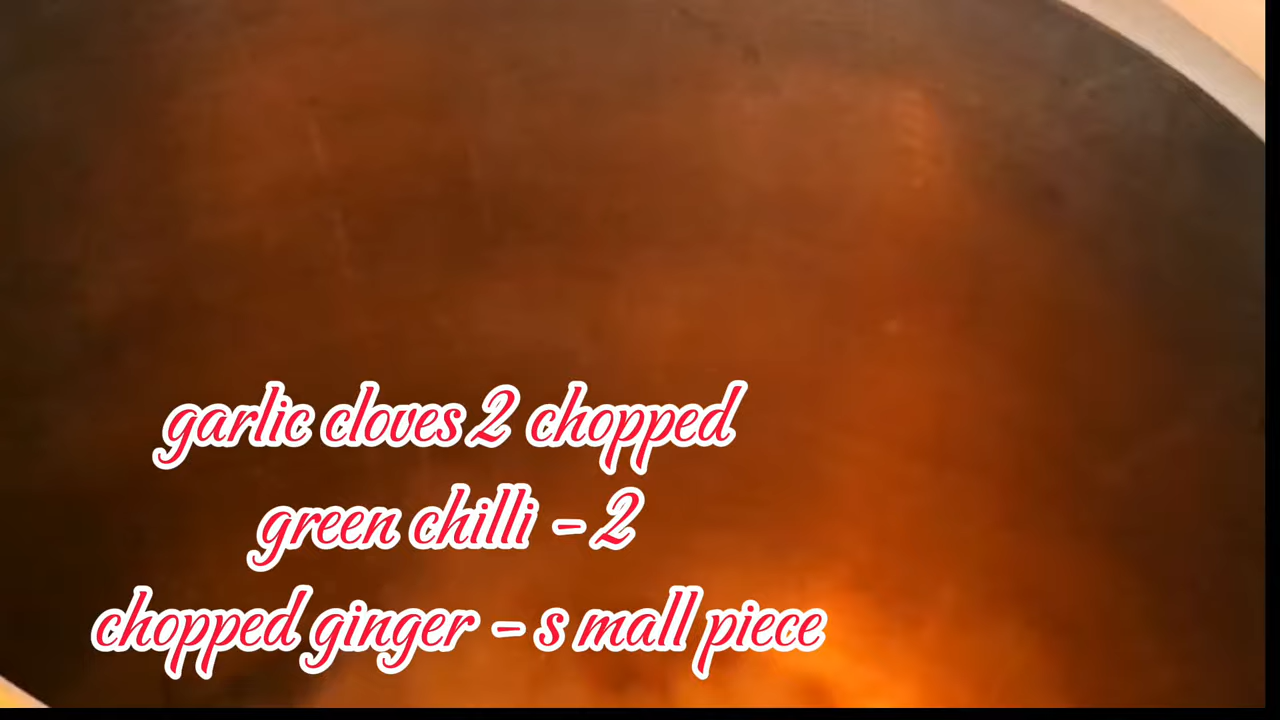 garlic cloves 2 chopped
green chilli - 2
chopped ginger - s mall piece